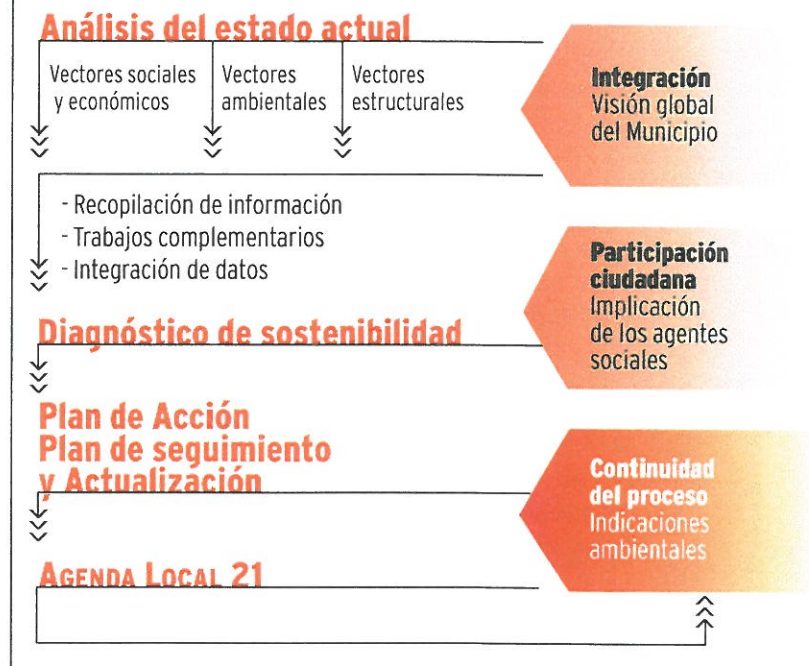 Análisis del estado actual
Vectores sociales
y económicos
Vectores
ambientales
Vectores
estructurales
Integración
Visión global
del Municipio
- Recopilación de información
- Trabajos complementarios
- Integración de datos
Participación
ciudadana
Implicación
de los agentes
sociales
Diagnóstico de sostenibilidad
Plan de Acción
Plan de seguimiento
y Actualización
Continuidad
del proceso
Indicaciones
ambientales
AGENDA LOCAL 21